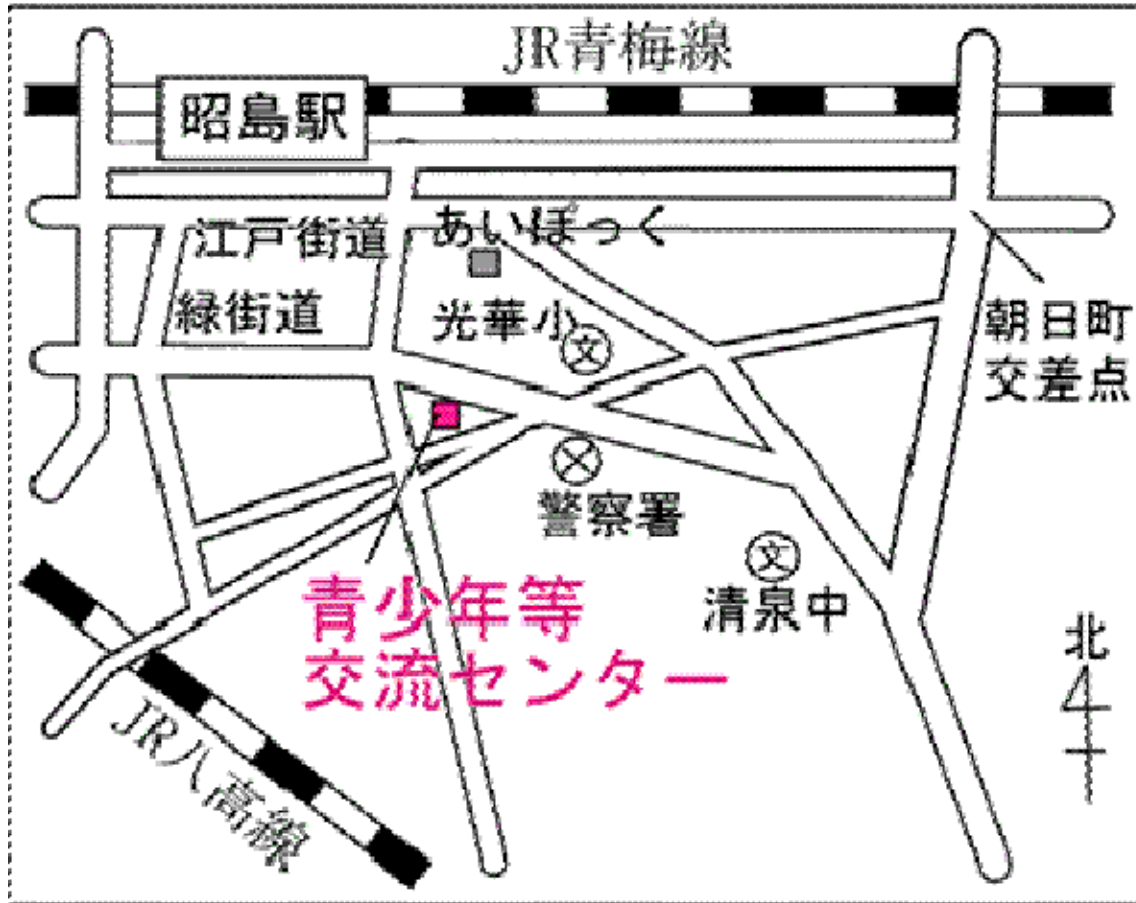 JR青梅線
昭島駅
江戸街道
あいぽっく
緑街道
光華小
文
朝日町
交差点
警察署
文
清泉中
青少年等
交流センター
北
JR八高線